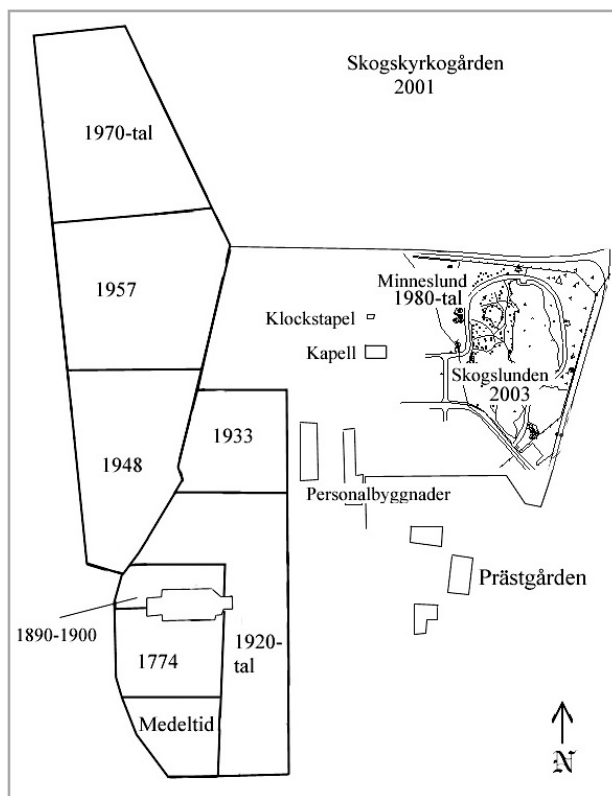 Skogskyrkogården
2001
1970-tal
1957
Minneslund
1980-tal
Klockstapel
Kapell
Skogslunden
2003
1933
1948
Personalbyggnader
Prästgården
1890-1900
1920-
tal
1774
Medeltid
N